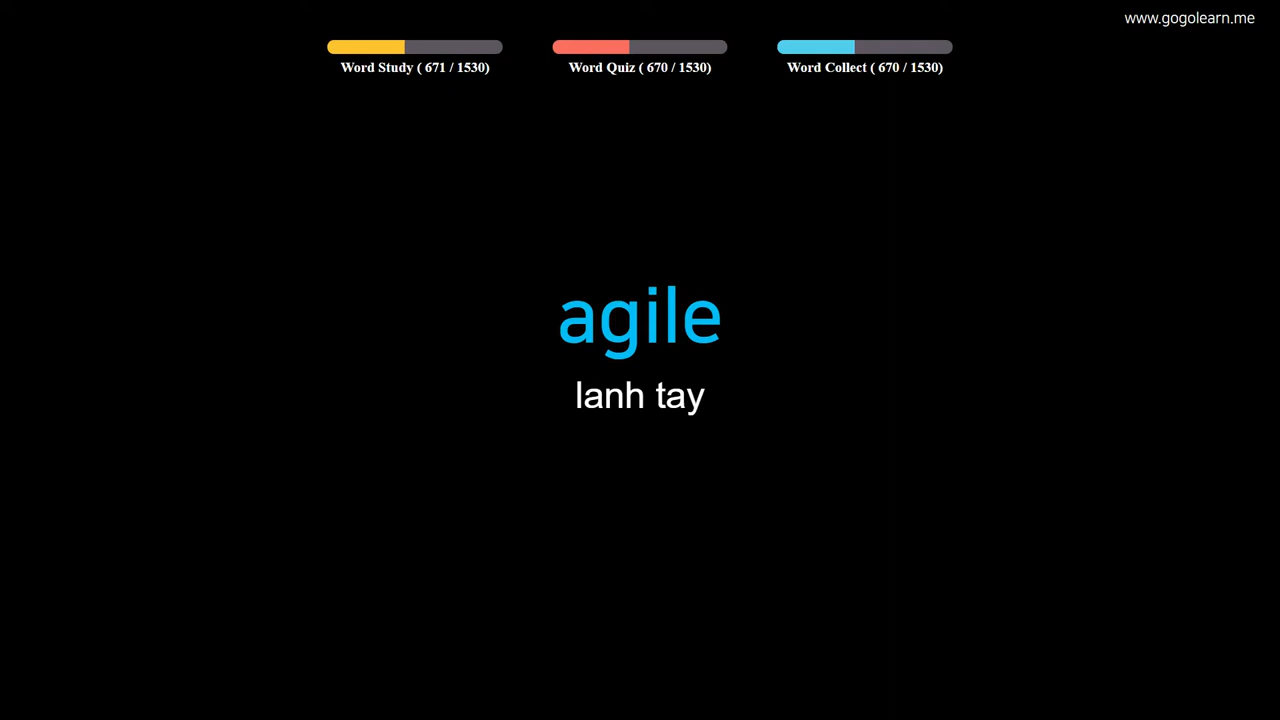 www.gogolearn.me
Word Study ( 671 / 1530)
Word Quiz ( 670 / 1530)
Word Collect ( 670 / 1530)
agile
lanh tay